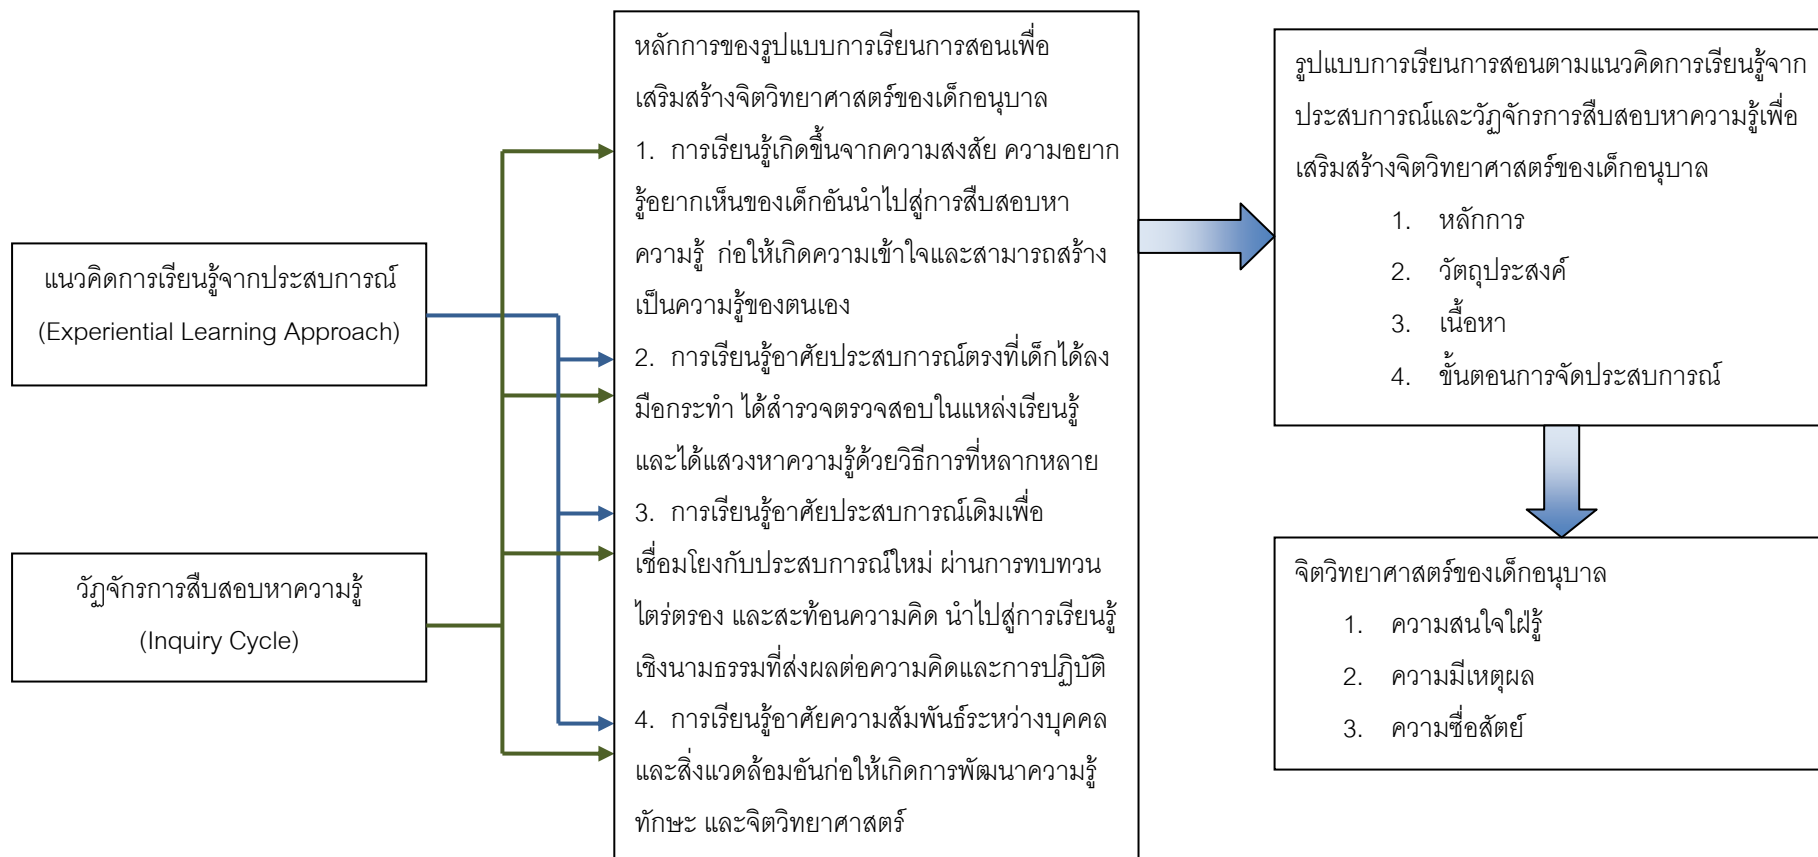 แนวคิดการเรียนรู้จากประสบการณ์
(Experiential Learning Approach)
วัฏจักรการสืบสอบหาความรู้
(Inquiry Cycle)
หลักการของรูปแบบการเรียนการสอนเพื่อ
เสริมสร้างจิตวิทยาศาสตร์ของเด็กอนุบาล
1. การเรียนรู้เกิดขึ้นจากความสงสัย ความอยาก
รู้อยากเห็นของเด็กอันนำไปสู่การสืบสอบหา
ความรู้ ก่อให้เกิดความเข้าใจและสามารถสร้าง
เป็นความรู้ของตนเอง
2. การเรียนรู้อาศัยประสบการณ์ตรงที่เด็กได้ลง
มือกระทำ ได้สำรวจตรวจสอบในแหล่งเรียนรู้
และได้แสวงหาความรู้ด้วยวิธีการที่หลากหลาย
3. การเรียนรู้อาศัยประสบการณ์เดิมเพื่อ
เชื่อมโยงกับประสบการณ์ใหม่ ผ่านการทบทวน
ไตร่ตรอง และสะท้อนความคิด นำไปสู่การเรียนรู้
เชิงนามธรรมที่ส่งผลต่อความคิดและการปฏิบัติ
4. การเรียนรู้อาศัยความสัมพันธ์ระหว่างบุคคล
และสิ่งแวดล้อมอันก่อให้เกิดการพัฒนาความรู้
ทักษะ และจิตวิทยาศาสตร์
รูปแบบการเรียนการสอนตามแนวคิดการเรียนรู้จาก
ประสบการณ์และวัฏจักรการสืบสอบหาความรู้เพื่อ
เสริมสร้างจิตวิทยาศาสตร์ของเด็กอนุบาล
1. หลักการ
2. วัตถุประสงค์
3. เนื้อหา
4. ขั้นตอนการจัดประสบการณ์
จิตวิทยาศาสตร์ของเด็กอนุบาล
1. ความสนใจใฝ่รู้
2. ความมีเหตุผล
3. ความซื่อสัตย์